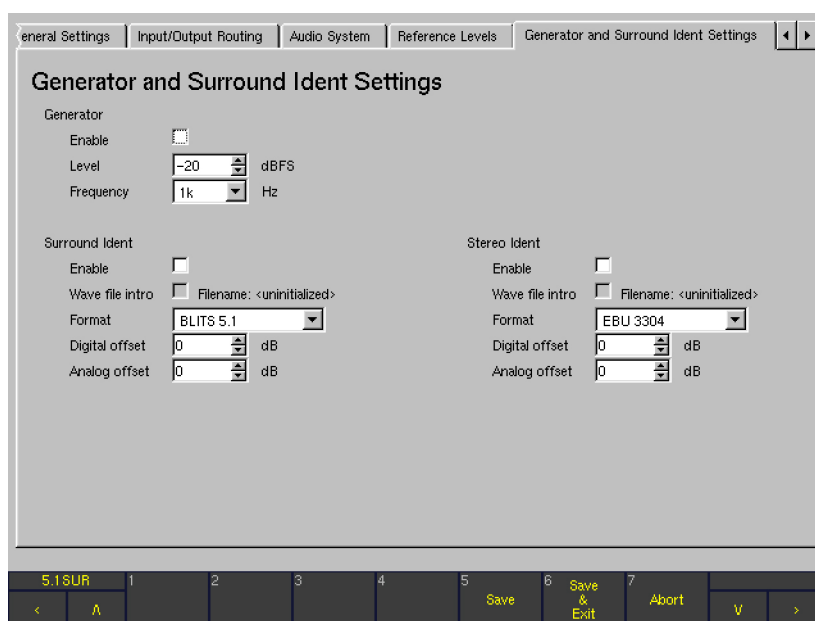 eneral Settings Input/Output Routing Audio System Reference Levels Generator and Surround Ident Settings
Generator and Surround Ident Settings
Generator
Enable
Level -20 dBFS
Frequency 1k Hz
Surround Ident Stereo Ident
Enable Enable
Wave file intro Filename: <uninitialized> Wave file intro Filename: <uninitialized>
Format BLITS 5.1 Format EBU 3304
Digital offset 0 dB Digital offset 0 dB
Analog offset 0 dB Analog offset 0 dB
5.1SUR 1 2 3 4 5 Save 6 Save & Exit 7 Abort
< Λ V >